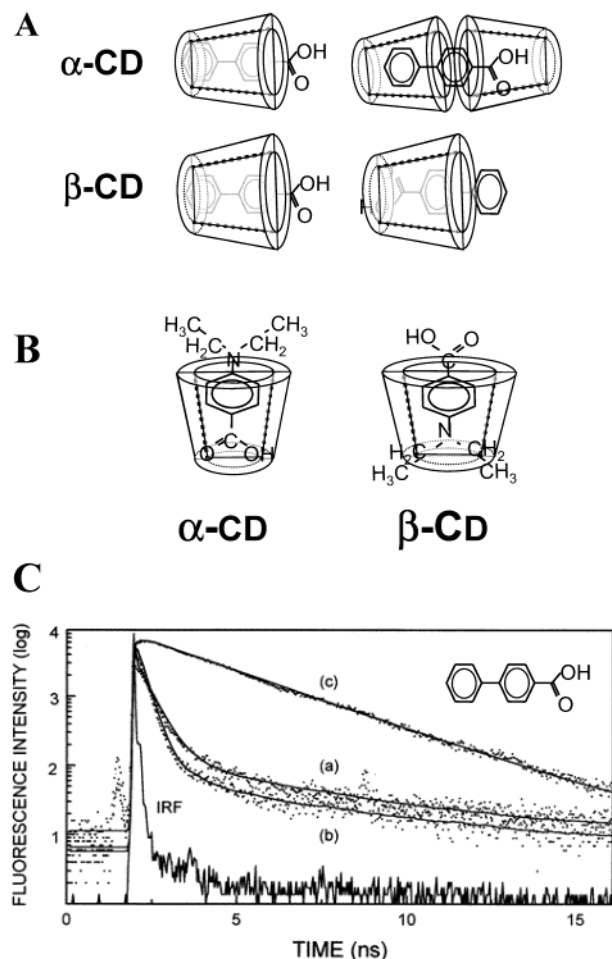 A
α-CD
OH
O
OH
O
β-CD
OH
O
H
B
H₃C
CH₃
H₂C
CH₂
N
C
O
OH
α-CD
HO
O
C
N
H₂C
CH₂
H₃C
CH₃
β-CD
C
FLUORESCENCE INTENSITY (log)
4
3
2
1
(c)
(a)
(b)
IRF
OH
O
0
5
10
15
TIME (ns)